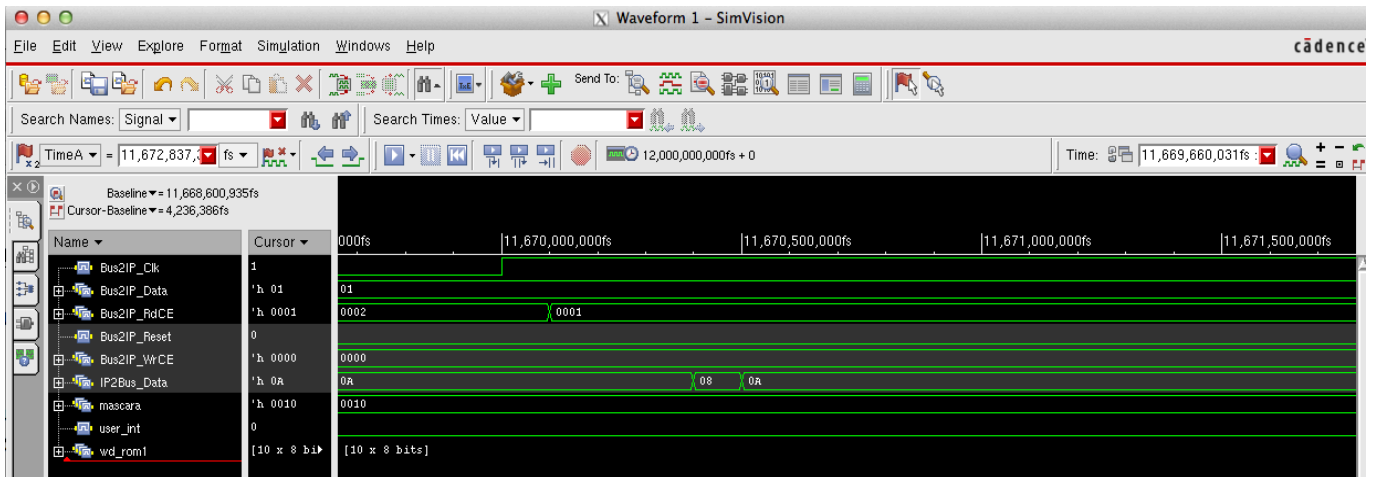 Waveform 1 – SimVision
File Edit View Explore Format Simulation Windows Help
cādence
Send To:
Search Names: Signal Search Times: Value
x2 TimeA = 11,672,837, fs 12,000,000,000fs + 0 Time: 11,669,660,031fs :
Baseline = 11,668,600,935fs
Cursor-Baseline = 4,236,386fs
Name Cursor 000fs 11,670,000,000fs 11,670,500,000fs 11,671,000,000fs 11,671,500,000fs
Bus2IP_Clk 1
Bus2IP_Data 'h 01 01
Bus2IP_RdCE 'h 0001 0002 0001
Bus2IP_Reset 0
Bus2IP_WrCE 'h 0000 0000
IP2Bus_Data 'h 0A 0A 08 0A
mascara 'h 0010 0010
user_int 0
wd_rom1 [10 x 8 bi [10 x 8 bits]